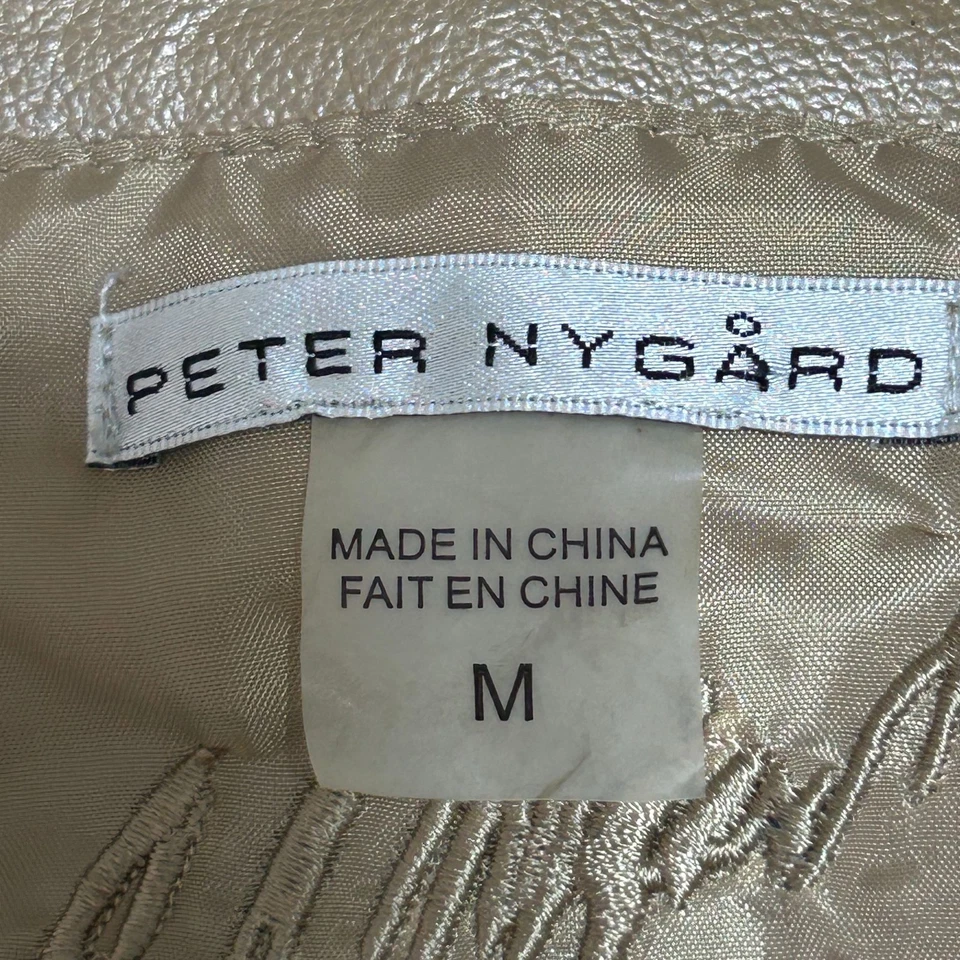 PETER NYGÅRD
MADE IN CHINA
FAIT EN CHINE
M